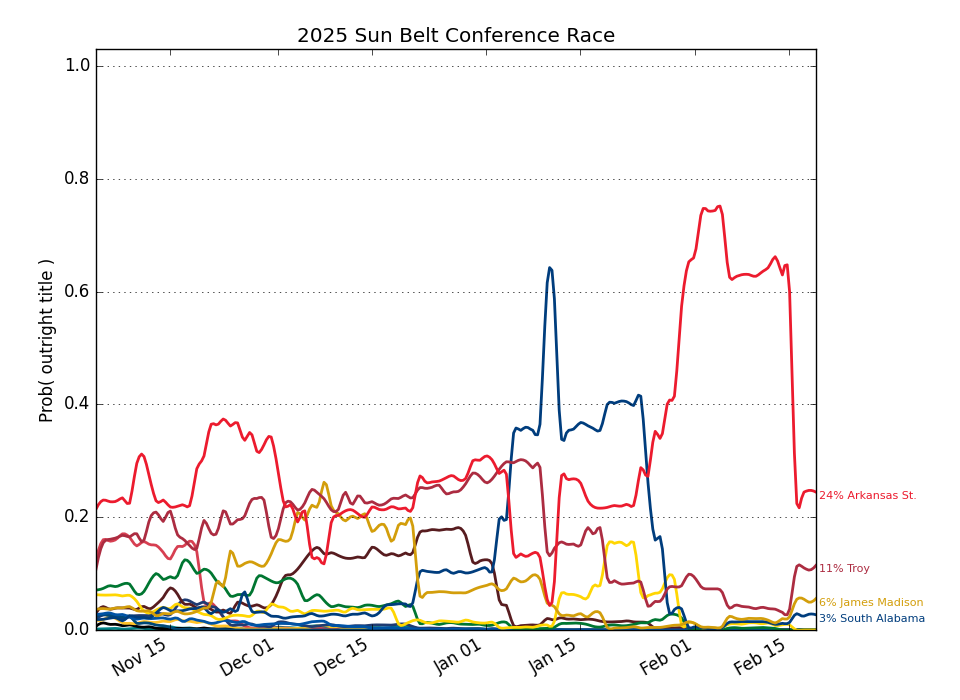 2025 Sun Belt Conference Race
Prob( outright title )
1.0
0.8
0.6
0.4
0.2
0.0
24% Arkansas St.
11% Troy
6% James Madison
3% South Alabama
Nov 15
Dec 01
Dec 15
Jan 01
Jan 15
Feb 01
Feb 15